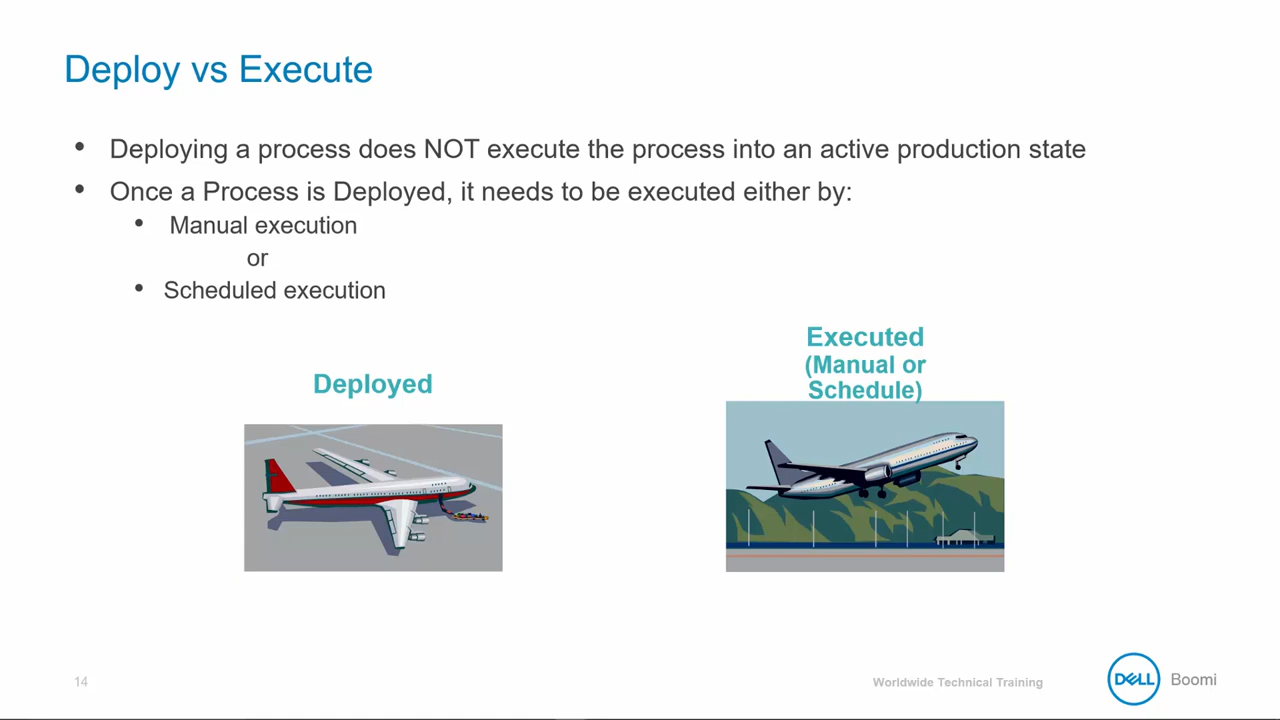 Deploy vs Execute
• Deploying a process does NOT execute the process into an active production state
• Once a Process is Deployed, it needs to be executed either by:
• Manual execution
or
• Scheduled execution
Deployed
Executed
(Manual or
Schedule)
14
Worldwide Technical Training
DELL Boomi